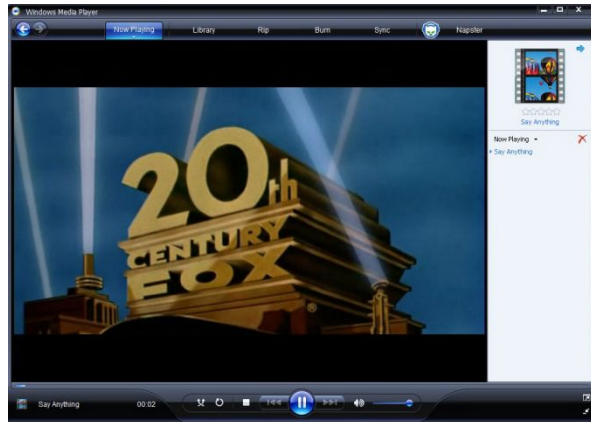 Windows Media Player
Now Playing Library Rip Burn Sync Napster
20th
CENTURY
FOX
®
Say Anything
Now Playing
Say Anything
Say Anything 00:02